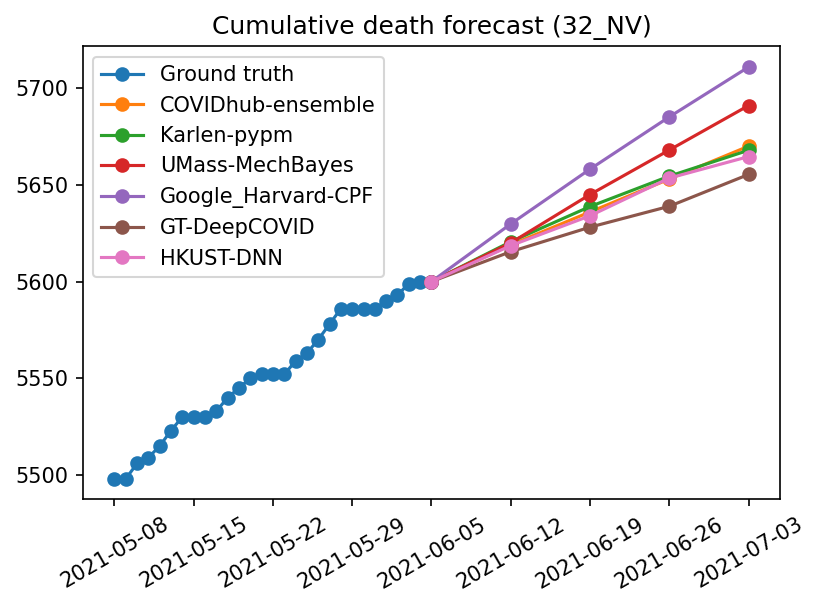 Cumulative death forecast (32_NV)
5700
5650
5600
5550
5500
Ground truth
COVIDhub-ensemble
Karlen-pypm
UMass-MechBayes
Google_Harvard-CPF
GT-DeepCOVID
HKUST-DNN
2021-05-08
2021-05-15
2021-05-22
2021-05-29
2021-06-05
2021-06-12
2021-06-19
2021-06-26
2021-07-03